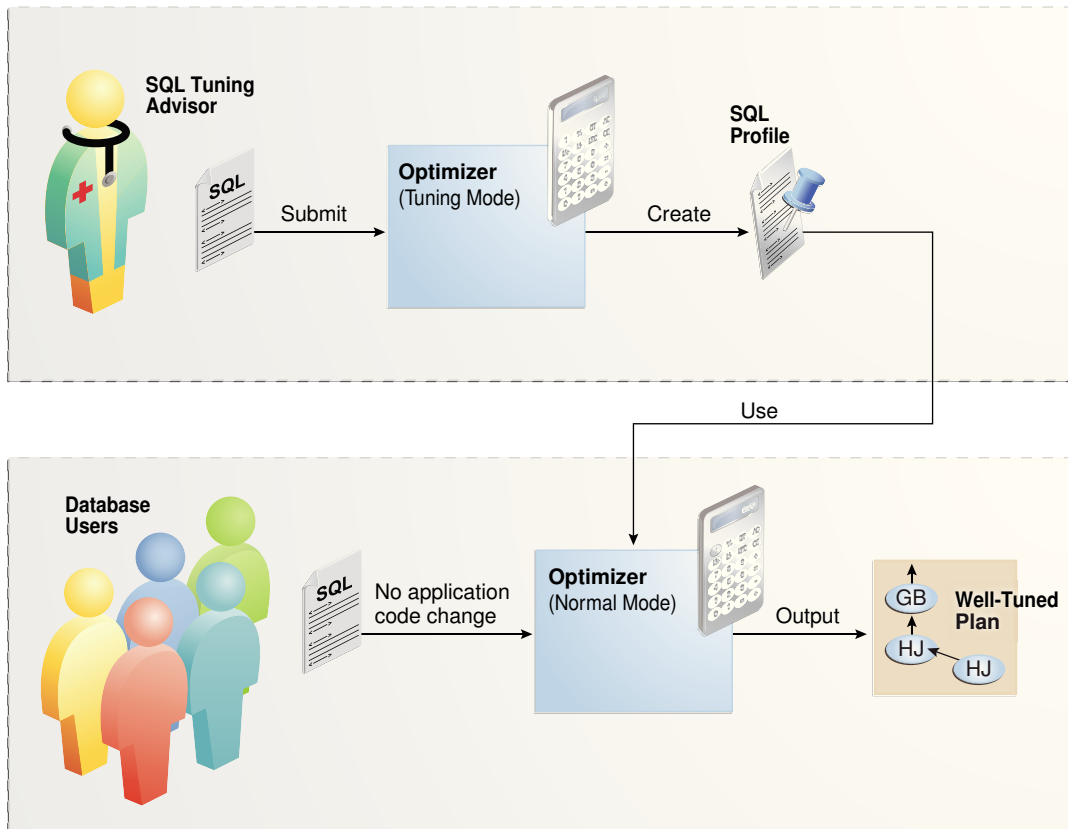 SQL Tuning
Advisor
SQL
Submit
Optimizer
(Tuning Mode)
Create
SQL
Profile
Use
Database
Users
SQL
No application
code change
Optimizer
(Normal Mode)
Output
GB
HJ
HJ
Well-Tuned
Plan